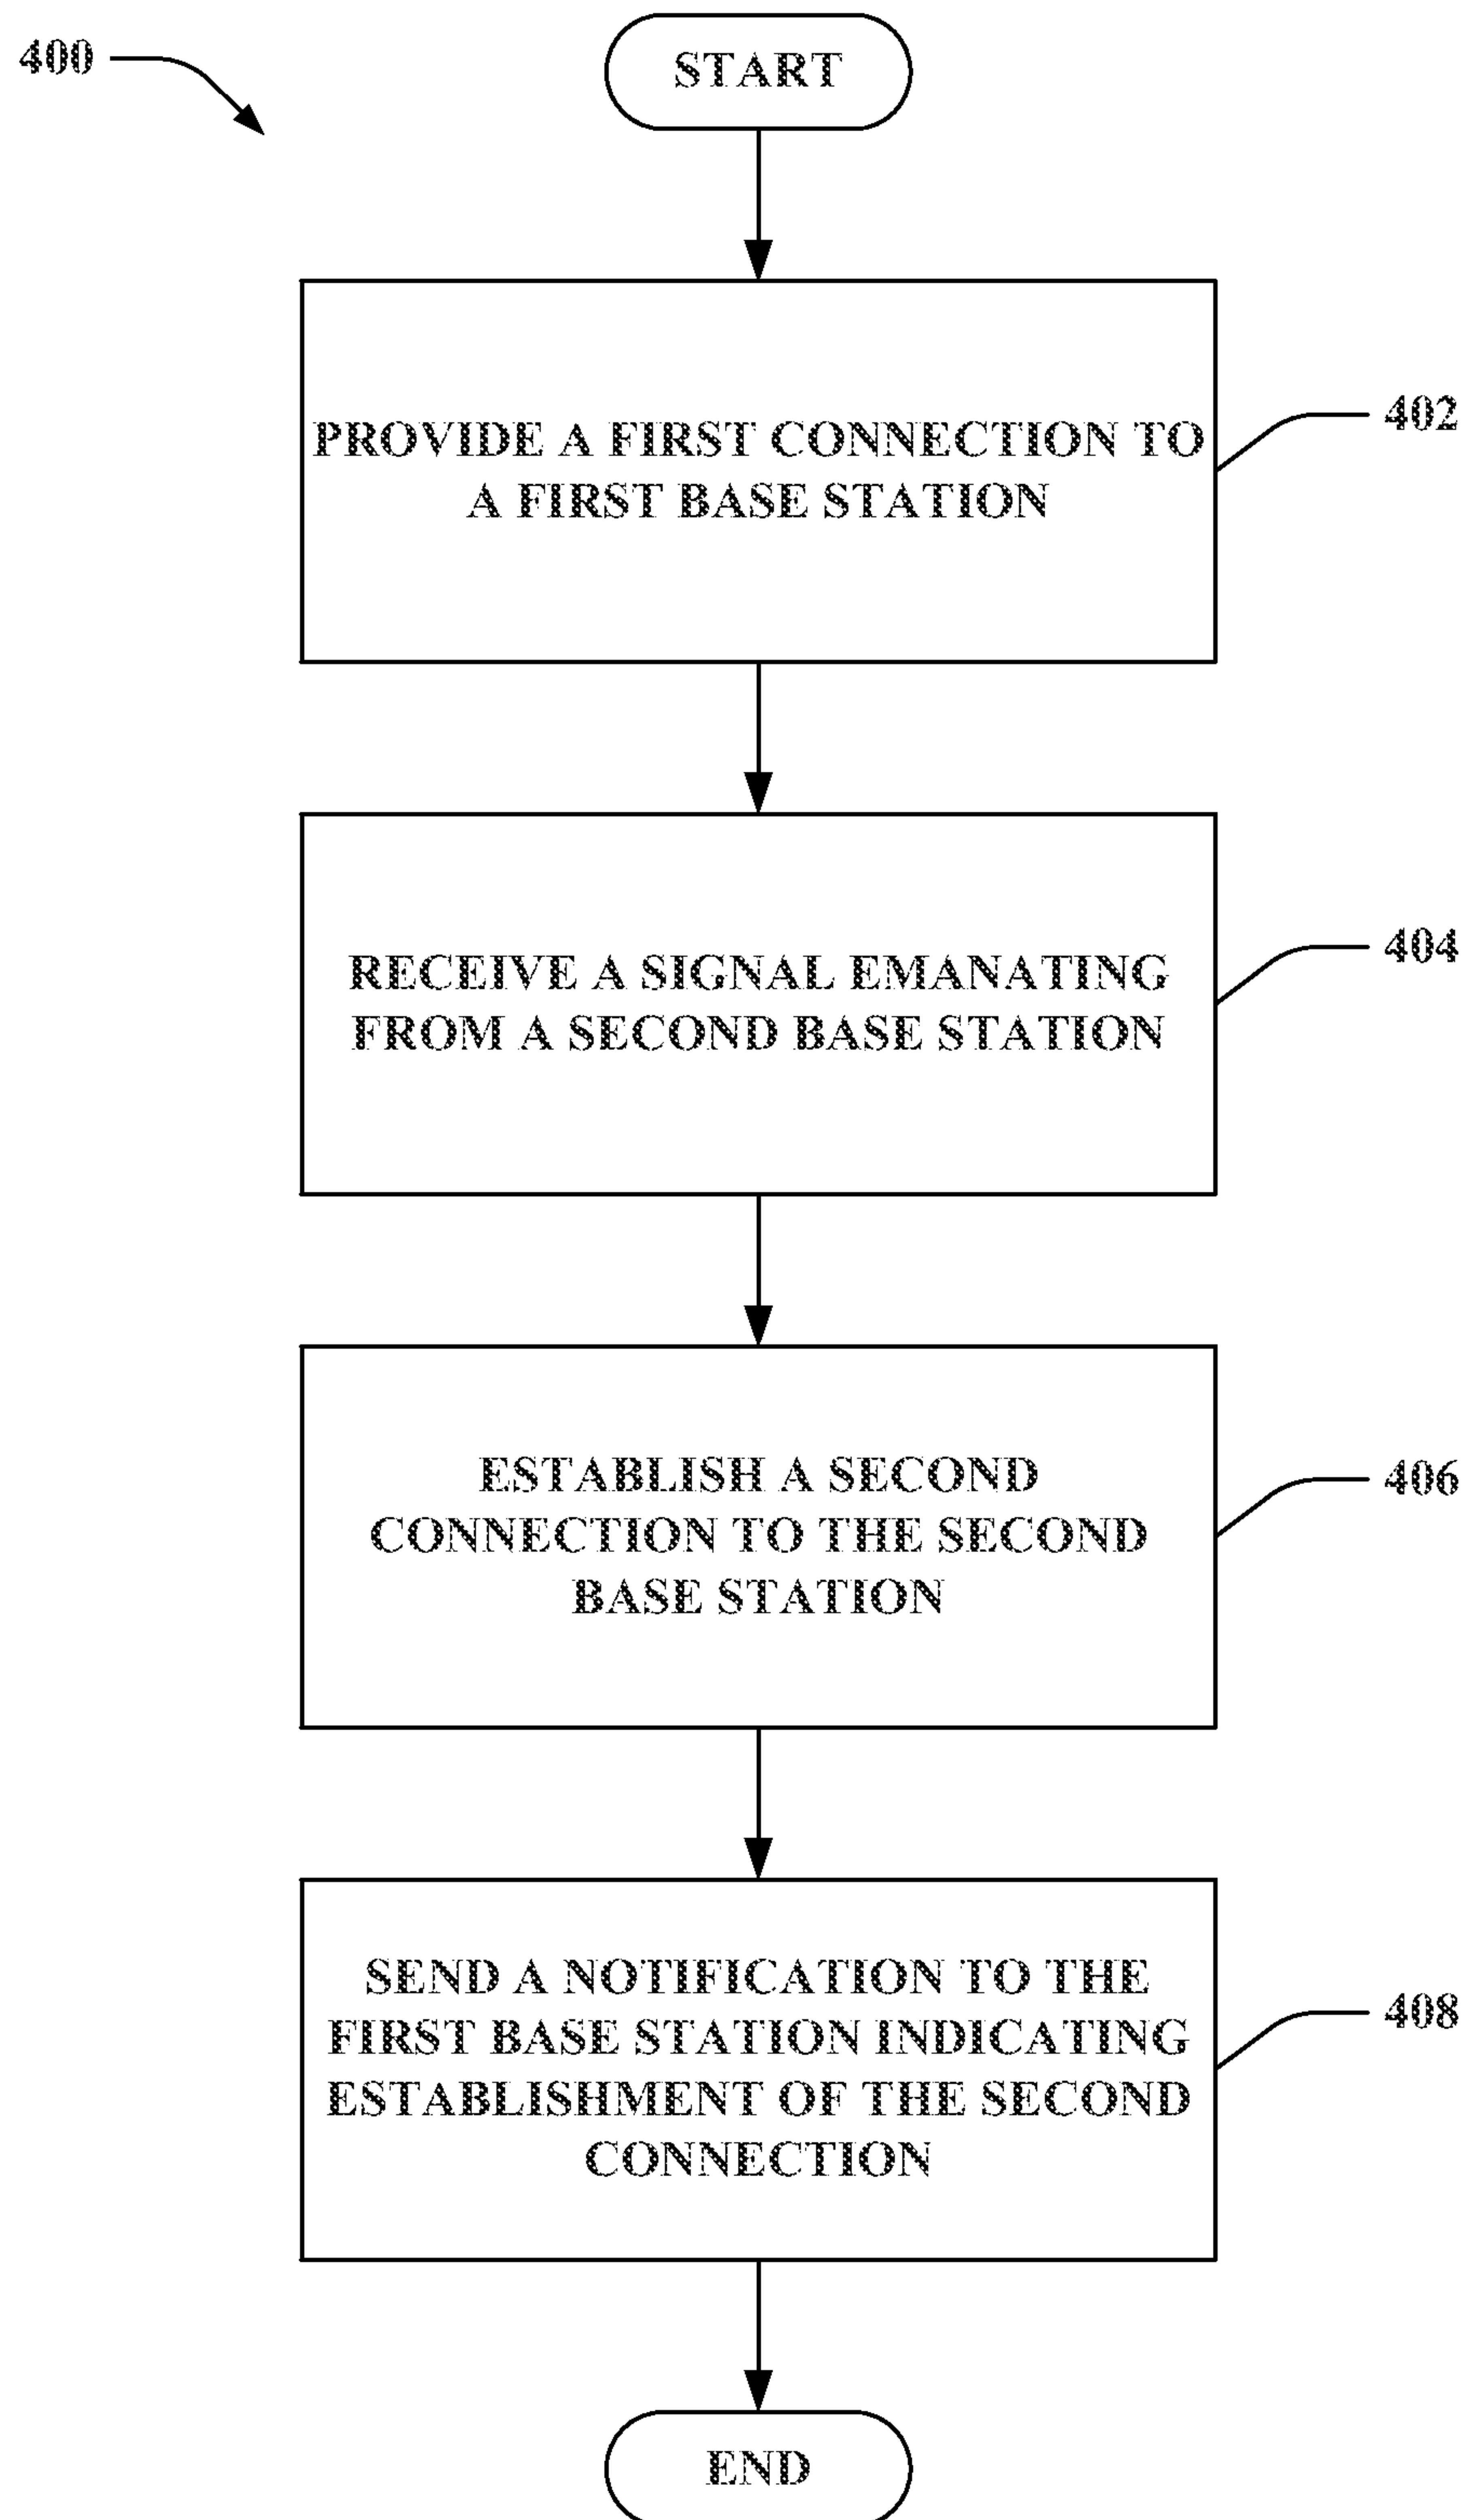 400
START
PROVIDE A FIRST CONNECTION TO
A FIRST BASE STATION
402
RECEIVE A SIGNAL EMANATING
FROM A SECOND BASE STATION
404
ESTABLISH A SECOND
CONNECTION TO THE SECOND
BASE STATION
406
SEND A NOTIFICATION TO THE
FIRST BASE STATION INDICATING
ESTABLISHMENT OF THE SECOND
CONNECTION
408
END